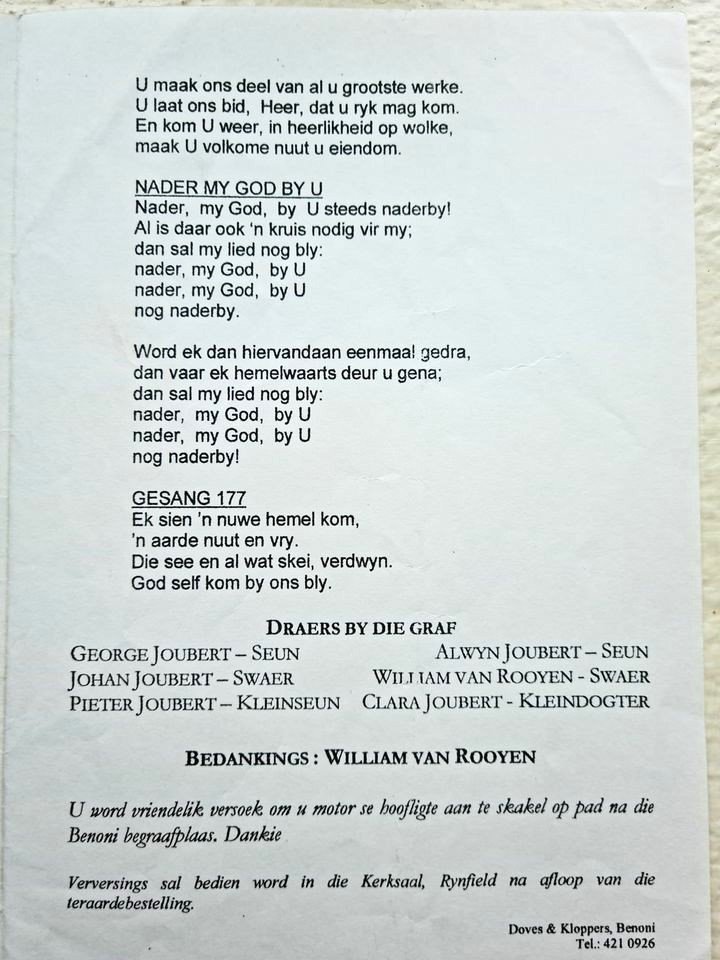 U maak ons deel van al u grootste werke.
U laat ons bid, Heer, dat u ryk mag kom.
En kom U weer, in heerlikheid op wolke,
maak U volkome nuut u eiendom.
NADER MY GOD BY U
Nader, my God, by U steeds naderby!
Al is daar ook 'n kruis nodig vir my;
dan sal my lied nog bly:
nader, my God, by U
nader, my God, by U
nog naderby.
Word ek dan hiervandaan eenmaal gedra,
dan vaar ek hemelwaarts deur u gena;
dan sal my lied nog bly:
nader, my God, by U
nader, my God, by U
nog naderby!
GESANG 177
Ek sien 'n nuwe hemel kom,
'n aarde nuut en vry.
Die see en al wat skei, verdwyn.
God self kom by ons bly.
DRAERS BY DIE GRAF
GEORGE JOUBERT – SEUN ALWYN JOUBERT – SEUN
JOHAN JOUBERT – SWAER WILLIAM VAN ROOYEN - SWAER
PIETER JOUBERT – KLEINSEUN CLARA JOUBERT - KLEINDOGTER
BEDANKINGS : WILLIAM VAN ROOYEN
U word vriendelik versoek om u motor se hoofligte aan te skakel op pad na die
Benoni begraafplaas. Dankie
Verversings sal bedien word in die Kerksaal, Rynfield na afloop van die
teraardebestelling.
Doves & Kloppers, Benoni
Tel.: 421 0926